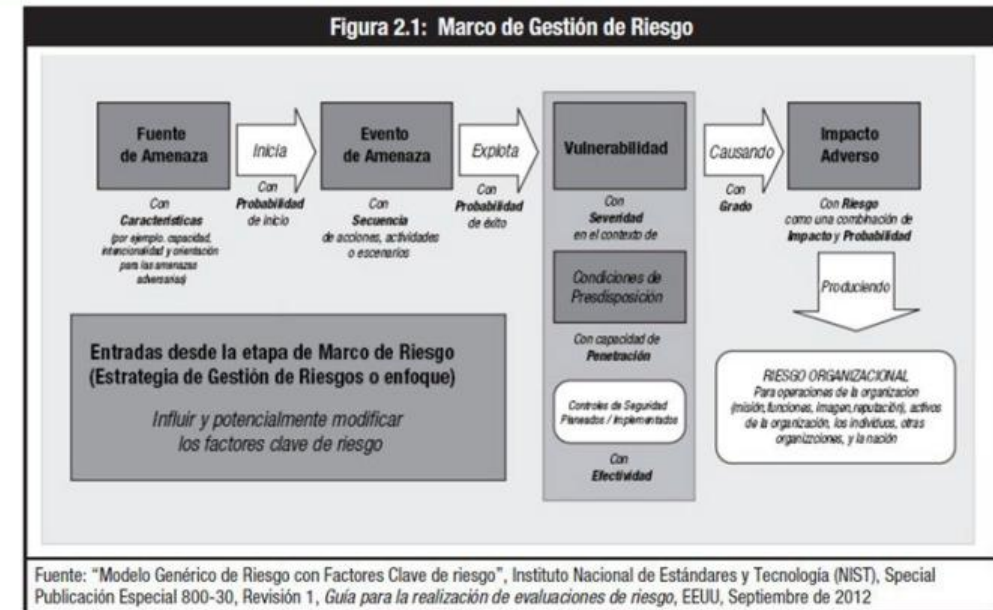 Figura 2.1: Marco de Gestión de Riesgo
Fuente
de Amenaza
Con
Características
(por ejemplo. capacidad,
intencionalidad y orientación
para las amenazas
adversarias)
Inicia
Con
Probabilidad
de inicio
Evento
de Amenaza
Con
Secuencia
de acciones, actividades
o escenarios
Explota
Con
Probabilidad
de éxito
Vulnerabilidad
Con
Severidad
en el contexto de
Condiciones de
Presdisposición
Con capacidad de
Penetración
Controles de Seguridad
Planeados / Implementados
Con
Efectividad
Causando
Con
Grado
Impacto
Adverso
Con Riesgo
como una combinación de
Impacto y Probabilidad
Produciendo
RIESGO ORGANIZACIONAL
Para operaciones de la organizacion
(misión, funciones, imagen, reputación), activos
de la organización, los individuos, otras
organizzciones, y la nación
Entradas desde la etapa de Marco de Riesgo
(Estrategia de Gestión de Riesgos o enfoque)
Influir y potencialmente modificar
los factores clave de riesgo
Fuente: “Modelo Genérico de Riesgo con Factores Clave de riesgo”, Instituto Nacional de Estándares y Tecnología (NIST), Special
Publicación Especial 800-30, Revisión 1, Guía para la realización de evaluaciones de riesgo, EEUU, Septiembre de 2012